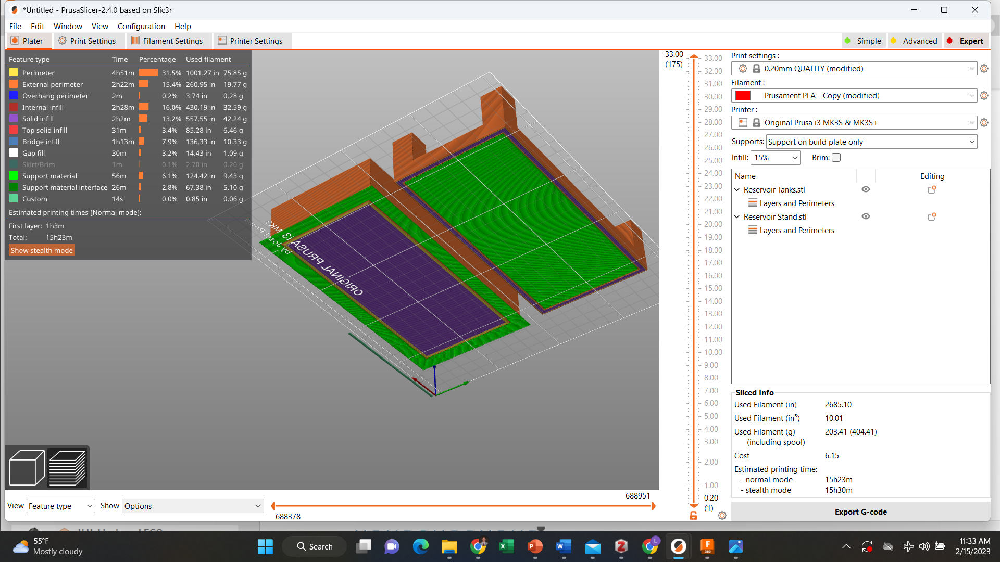 *Untitled - PrusaSlicer-2.4.0 based on Slic3r
File Edit Window View Configuration Help
Plater Print Settings Filament Settings Printer Settings
Simple Advanced Expert
Feature type Time Percentage Used filament
Perimeter 4h51m 31.5% 1001.27 in 75.85 g
External perimeter 2h22m 15.4% 260.95 in 19.77 g
Overhang perimeter 2m 0.2% 3.74 in 0.28 g
Internal infill 2h28m 16.0% 430.19 in 32.59 g
Solid infill 2h2m 13.2% 557.55 in 42.24 g
Top solid infill 31m 3.4% 85.28 in 6.46 g
Bridge infill 1h13m 7.9% 136.33 in 10.33 g
Gap fill 30m 3.2% 14.43 in 1.09 g
Skirt/Brim 1m 0.1% 2.70 in 0.20 g
Support material 56m 6.1% 124.42 in 9.43 g
Support material interface 26m 2.8% 67.38 in 5.10 g
Custom 14s 0.0% 0.85 in 0.06 g
Estimated printing times [Normal mode]:
First layer: 1h3m
Total: 15h23m
Show stealth mode
ORIGINAL PRUSA i3 MK3
by Josef Prusa
33.00
(175)
33.00
32.00
31.00
30.00
29.00
28.00
27.00
26.00
25.00
24.00
23.00
22.00
21.00
20.00
19.00
18.00
17.00
16.00
15.00
14.00
13.00
12.00
11.00
10.00
9.00
8.00
7.00
6.00
5.00
4.00
3.00
2.00
1.00
0.20
(1)
Print settings :
0.20mm QUALITY (modified)
Filament :
Prusament PLA - Copy (modified)
Printer :
Original Prusa i3 MK3S & MK3S+
Supports: Support on build plate only
Infill: 15% Brim:
Name Editing
Reservoir Tanks.stl
Layers and Perimeters
Reservoir Stand.stl
Layers and Perimeters
Sliced Info
Used Filament (in) 2685.10
Used Filament (in³) 10.01
Used Filament (g) 203.41 (404.41)
(including spool)
Cost 6.15
Estimated printing time:
- normal mode 15h23m
- stealth mode 15h30m
Export G-code
View Feature type Show Options
688951
688378
55°F
Mostly cloudy
Search
L
F
360
11:33 AM
2/15/2023